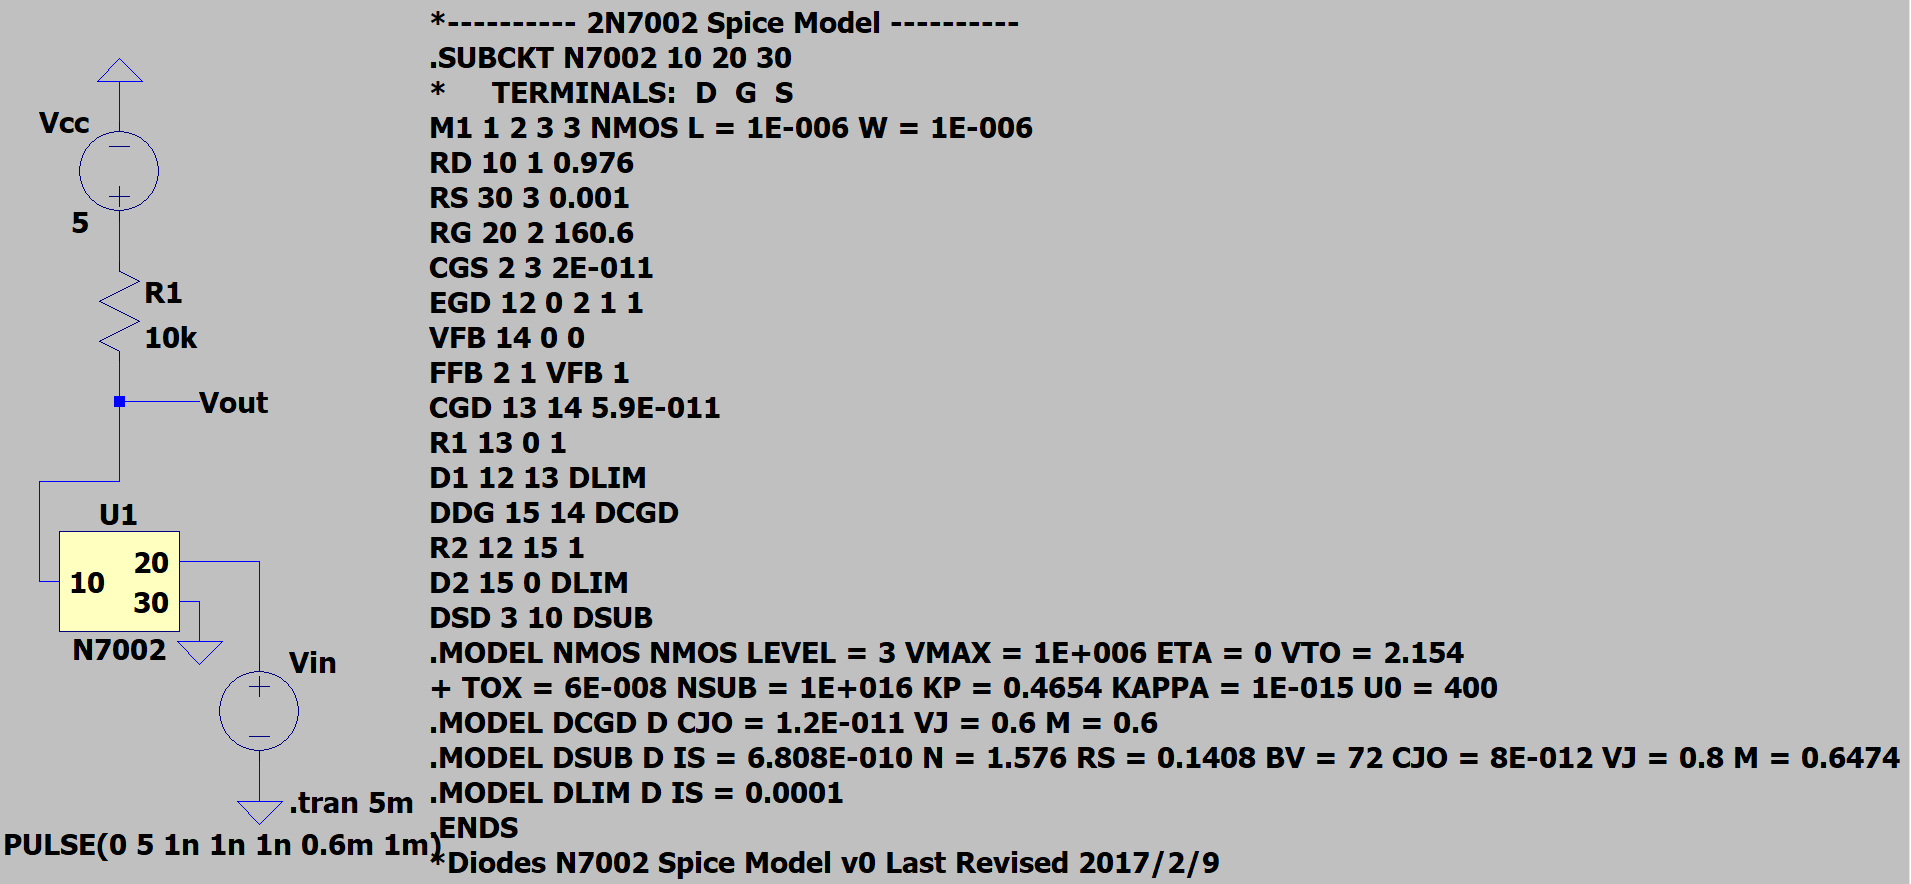 Vcc
5
R1
10k
Vout
U1
20
10
30
N7002
Vin
.tran 5m
PULSE(0 5 1n 1n 1n 0.6m 1m)
*---------- 2N7002 Spice Model ----------
.SUBCKT N7002 10 20 30
* TERMINALS: D G S
M1 1 2 3 3 NMOS L = 1E-006 W = 1E-006
RD 10 1 0.976
RS 30 3 0.001
RG 20 2 160.6
CGS 2 3 2E-011
EGD 12 0 2 1 1
VFB 14 0 0
FFB 2 1 VFB 1
CGD 13 14 5.9E-011
R1 13 0 1
D1 12 13 DLIM
DDG 15 14 DCGD
R2 12 15 1
D2 15 0 DLIM
DSD 3 10 DSUB
.MODEL NMOS NMOS LEVEL = 3 VMAX = 1E+006 ETA = 0 VTO = 2.154
+ TOX = 6E-008 NSUB = 1E+016 KP = 0.4654 KAPPA = 1E-015 U0 = 400
.MODEL DCGD D CJO = 1.2E-011 VJ = 0.6 M = 0.6
.MODEL DSUB D IS = 6.808E-010 N = 1.576 RS = 0.1408 BV = 72 CJO = 8E-012 VJ = 0.8 M = 0.6474
.MODEL DLIM D IS = 0.0001
.ENDS
*Diodes N7002 Spice Model v0 Last Revised 2017/2/9